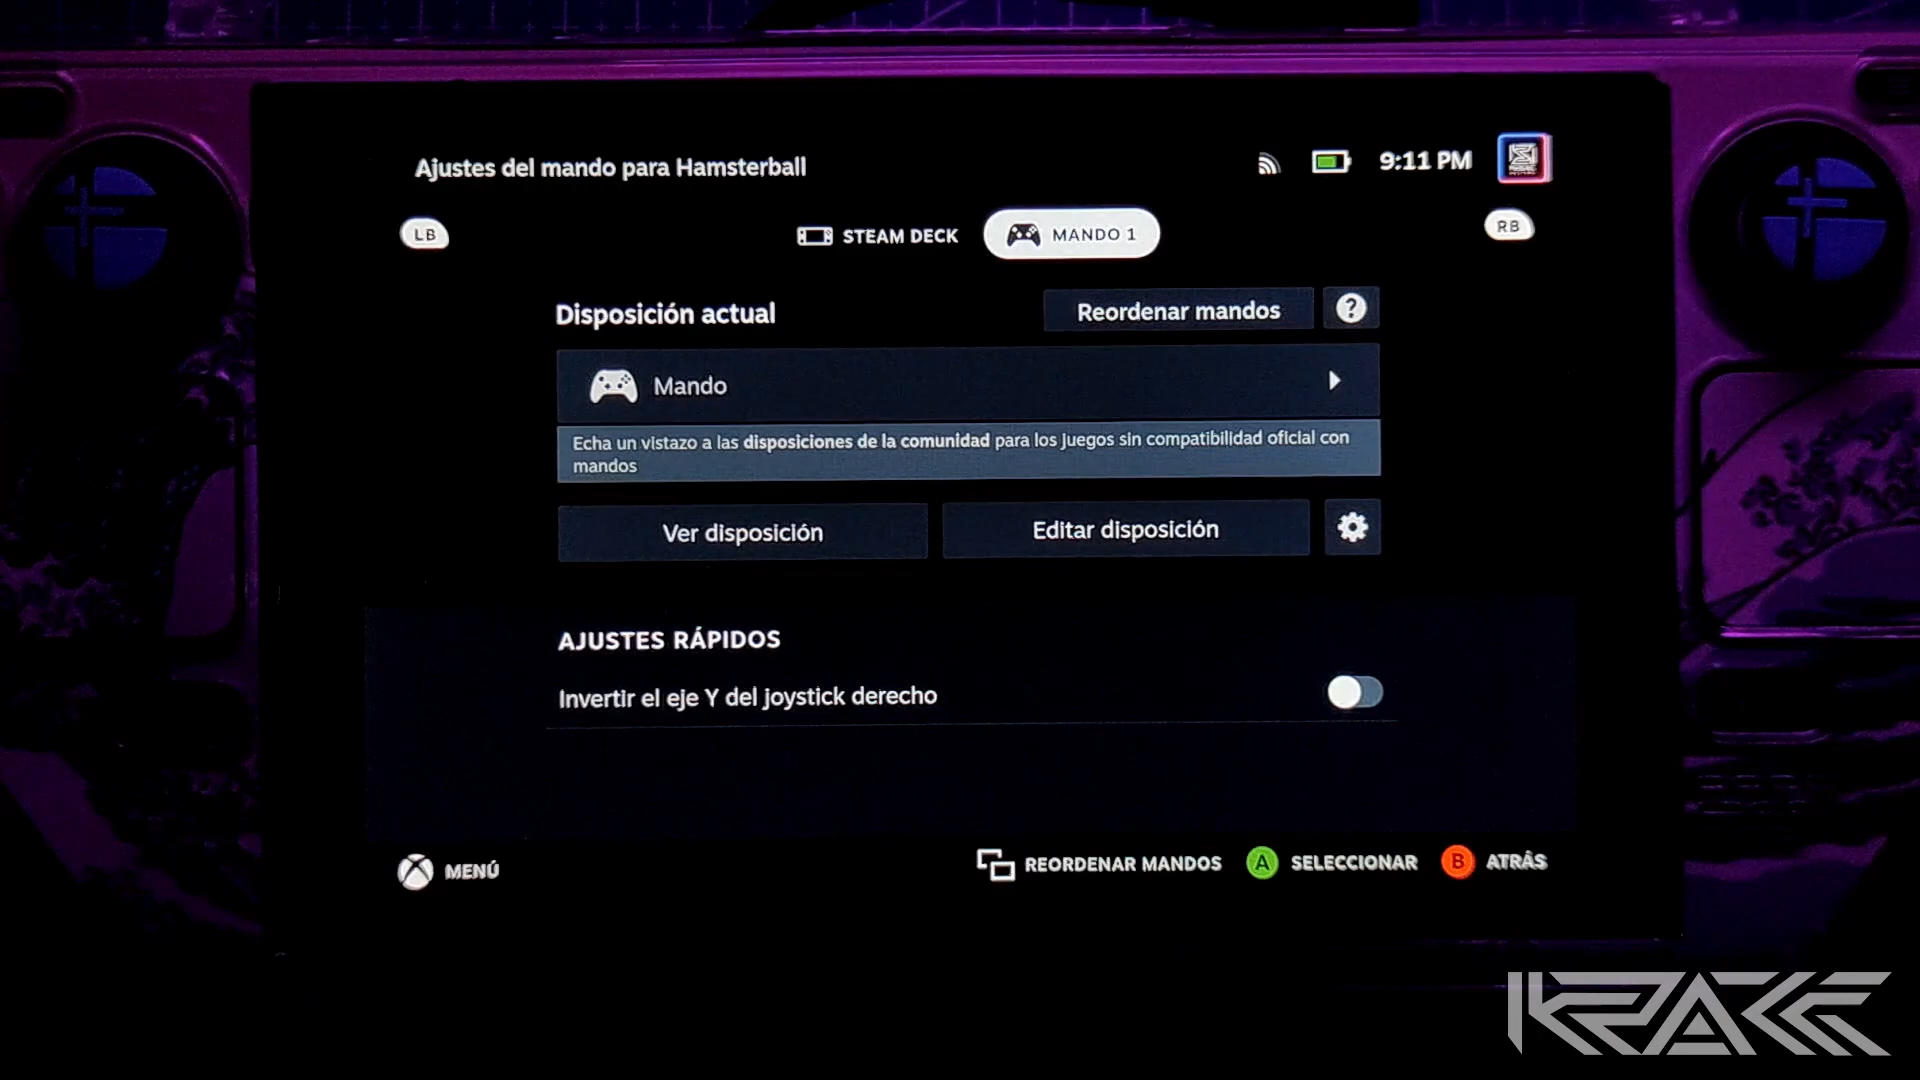 Ajustes del mando para Hamsterball
9:11 PM
LB
STEAM DECK
MANDO 1
RB
Disposición actual
Reordenar mandos
?
Mando
Echa un vistazo a las disposiciones de la comunidad para los juegos sin compatibilidad oficial con
mandos
Ver disposición
Editar disposición
AJUSTES RÁPIDOS
Invertir el eje Y del joystick derecho
MENÚ
REORDENAR MANDOS
A SELECCIONAR
B ATRÁS